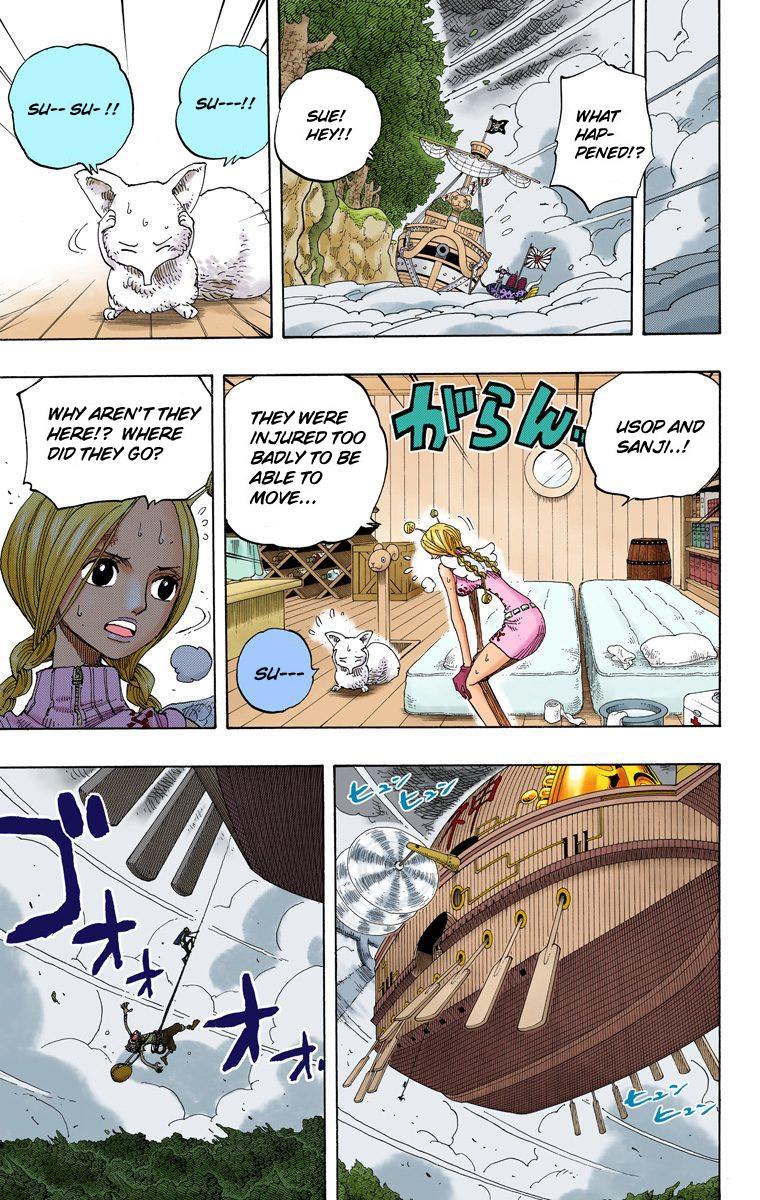 WHAT
HAP-
PENED!?
SUE!
HEY!!
SU---!!
SU-- SU- !!
USOP AND
SANJI..!
がらん..
THEY WERE
INJURED TOO
BADLY TO BE
ABLE TO
MOVE...
SU---
WHY AREN'T THEY
HERE!? WHERE
DID THEY GO?
ヒュン
ヒュン
ヒュン
ヒュン
ゴオオオオ